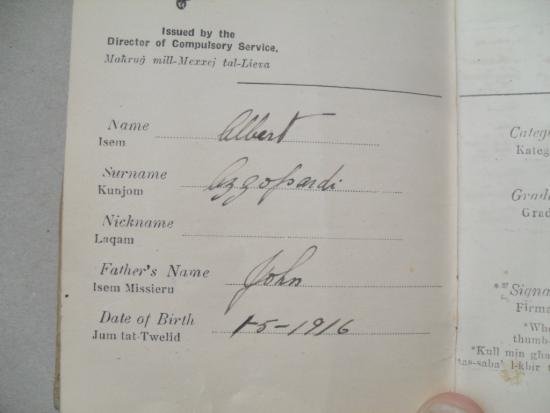 Issued by the
Director of Compulsory Service.
Maħruġ mill-Mexxej tal-Lieva
Name Albert
Isem
Surname Azzopardi
Kunjom
Nickname
Laqam
Father's Name John
Isem Missieru
Date of Birth 1-5-1916
Jum tat-Twelid
Kateg
Grad
Grad
Signa
Firma
*Whe
thumb-
*Kull min gha
tas-saba' l-kbir t